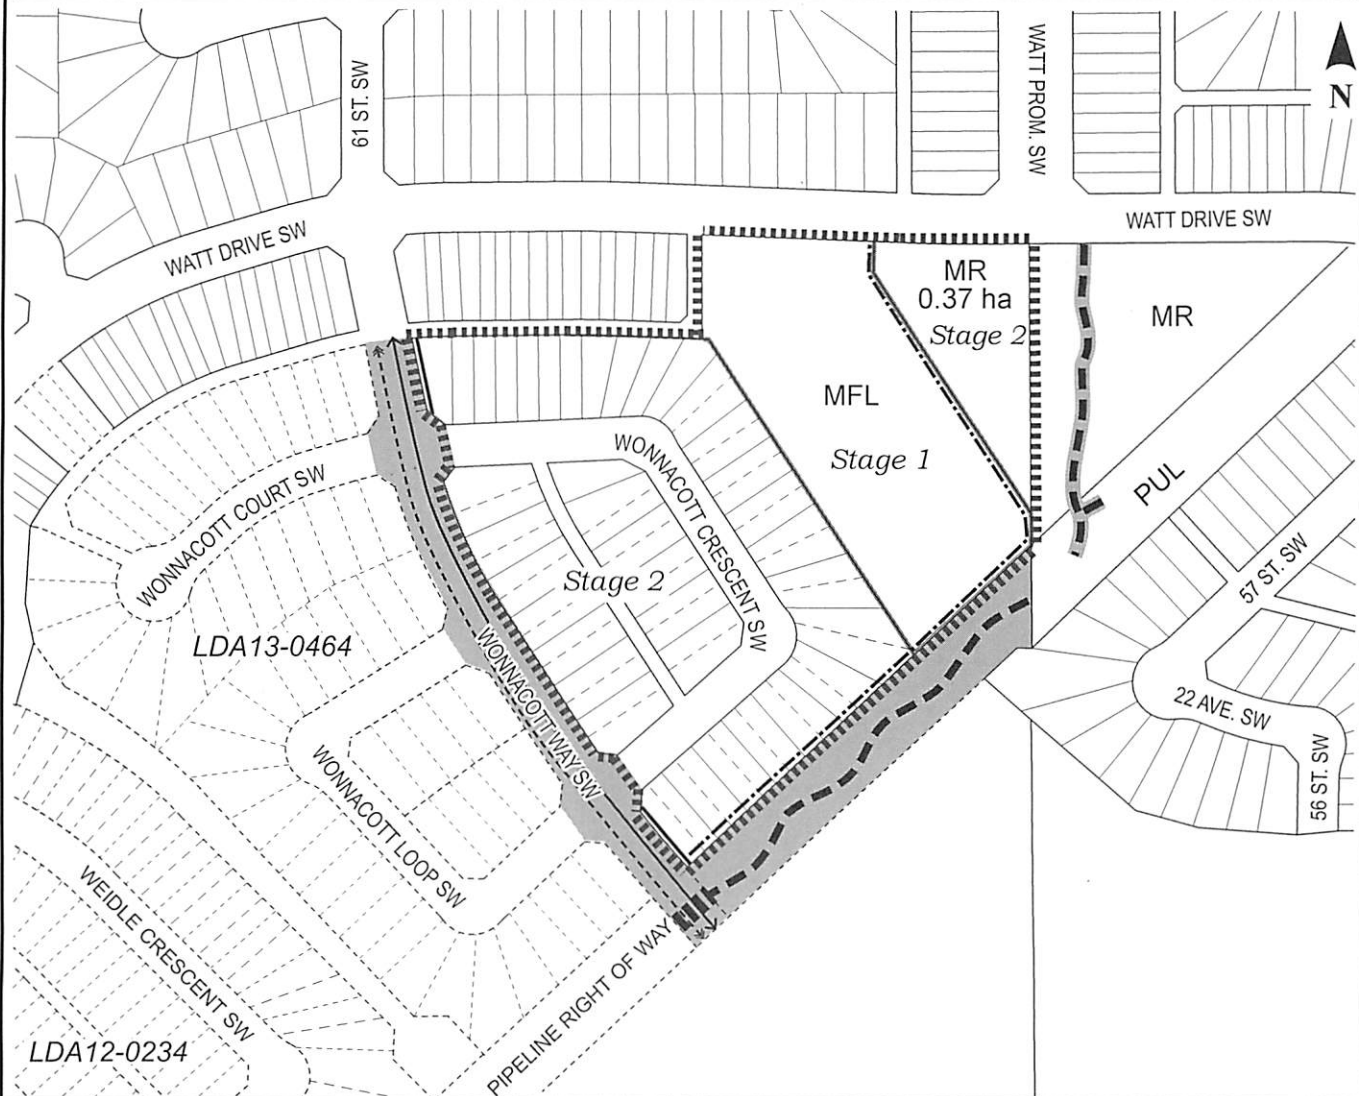 61 ST. SW
WATT PROM. SW
N
WATT DRIVE SW
WATT DRIVE SW
MR
0.37 ha
Stage 2
MR
MFL
Stage 1
WONNACOTT CRESCENT SW
PUL
WONNACOTT COURT SW
57 ST. SW
Stage 2
LDA13-0464
WONNACOTT WAY SW
22 AVE. SW
56 ST. SW
WONNACOTT LOOP SW
WEIDLE CRESCENT SW
PIPELINE RIGHT OF WAY
LDA12-0234